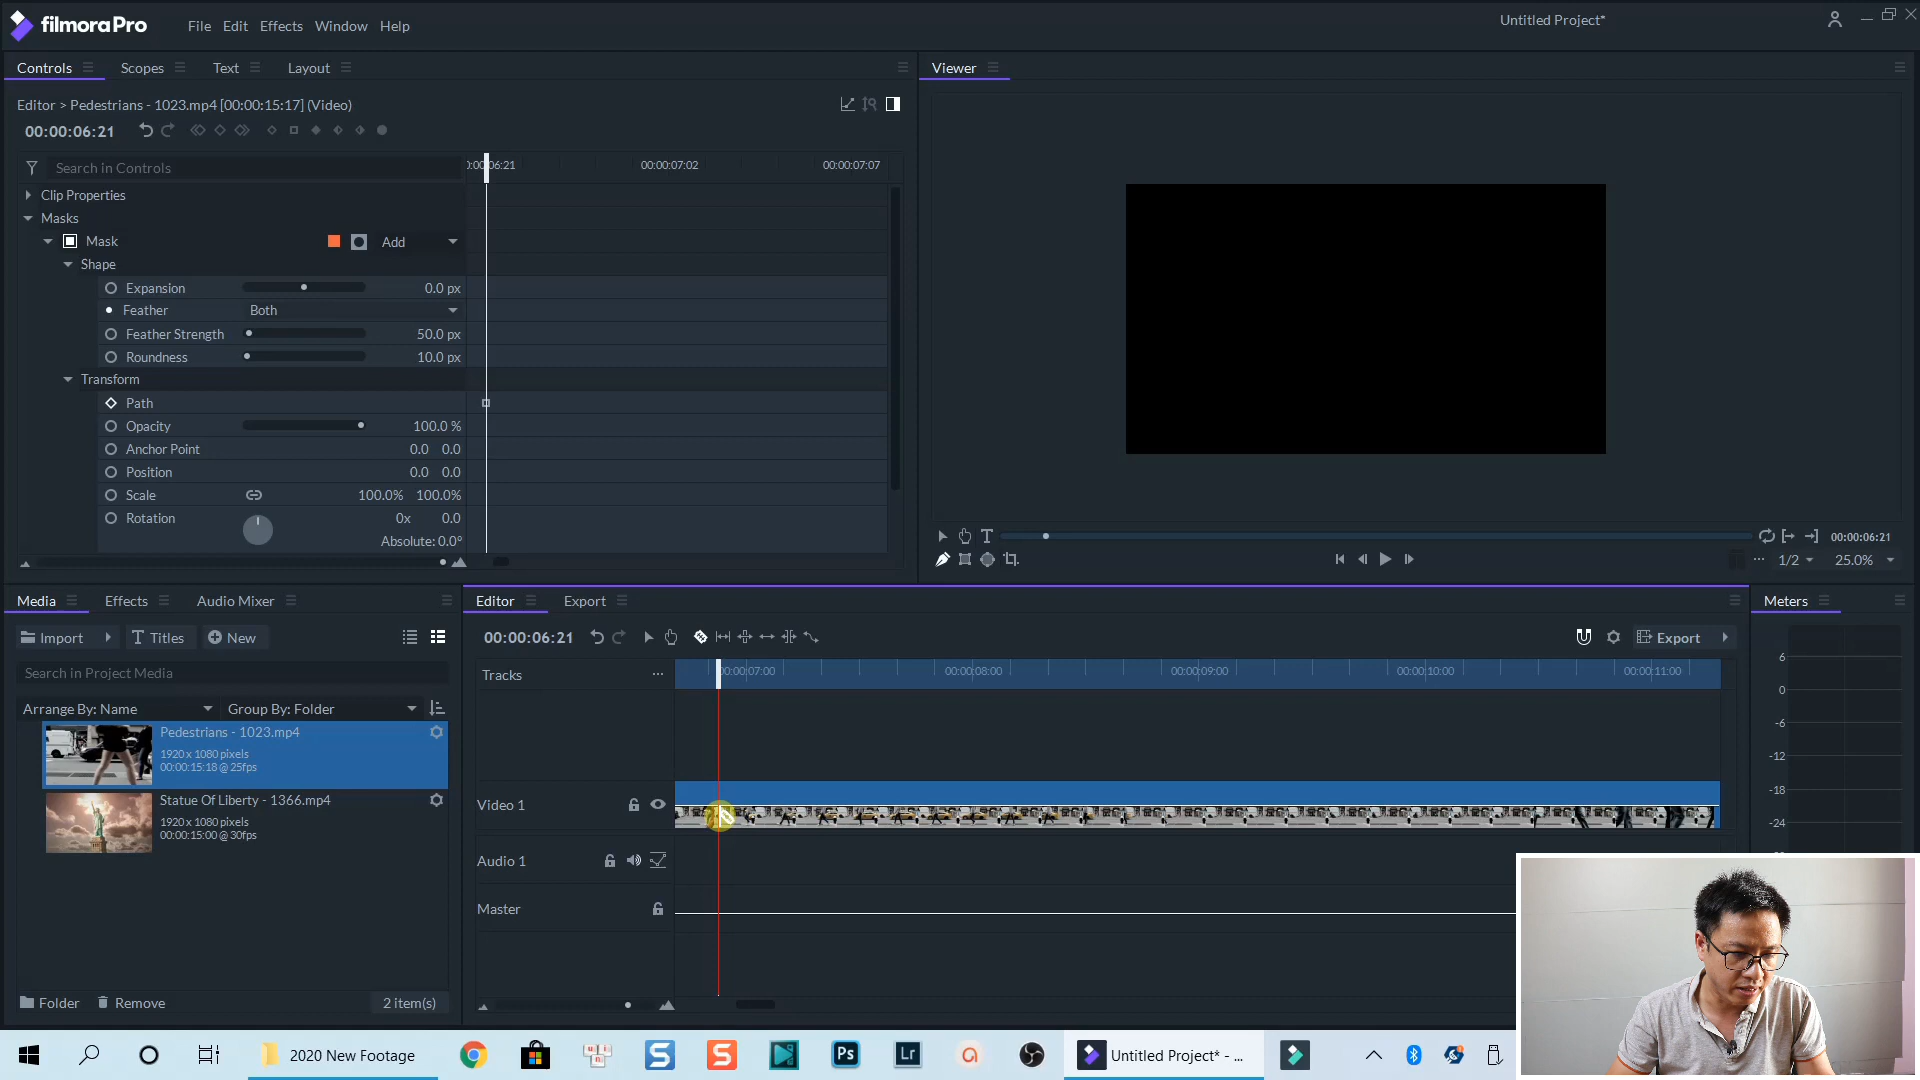 filmoraPro
File Edit Effects Window Help
Untitled Project*
Controls Scopes Text Layout
Viewer
Editor > Pedestrians - 1023.mp4 [00:00:15:17] (Video)
00:00:06:21
Search in Controls
00:00:07:02 00:00:07:07
Clip Properties
Masks
Mask Add
Shape
Expansion 0.0 px
Feather Both
Feather Strength 50.0 px
Roundness 10.0 px
Transform
Path
Opacity 100.0 %
Anchor Point 0.0 0.0
Position 0.0 0.0
Scale 100.0% 100.0%
Rotation 0x 0.0
Absolute: 0.0°
00:00:06:21
1/2 25.0%
Media Effects Audio Mixer
Import Titles New
Search in Project Media
Arrange By: Name Group By: Folder
Pedestrians - 1023.mp4
1920 x 1080 pixels
00:00:15:18 @ 25fps
Statue Of Liberty - 1366.mp4
1920 x 1080 pixels
00:00:15:00 @ 30fps
Folder Remove 2 item(s)
Editor Export
00:00:06:21 Export
Tracks 00:00:07:00 00:00:08:00 00:00:09:00 00:00:10:00 00:00:11:00
Video 1
Audio 1
Master
Meters
6
0
-6
-12
-18
-24
2020 New Footage
S S Ps Lr
Untitled Project* - ...